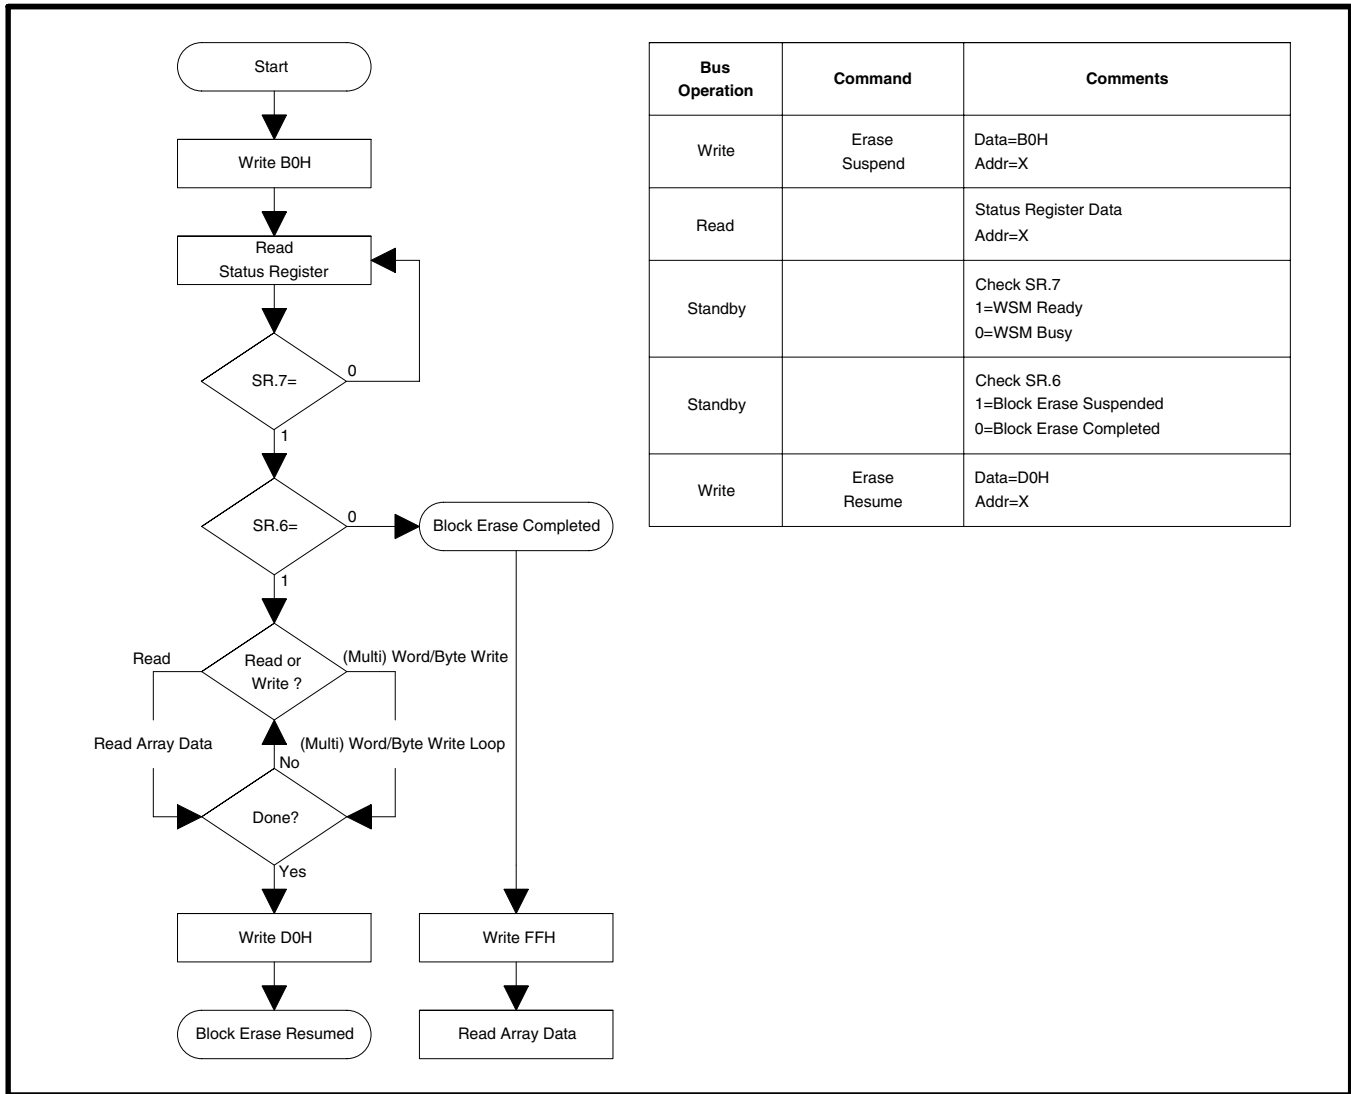 Start
Write B0H
Read
Status Register
SR.7=
0
1
SR.6=
0
Block Erase Completed
1
Read
Read or
Write ?
(Multi) Word/Byte Write
Read Array Data
(Multi) Word/Byte Write Loop
No
Done?
Yes
Write D0H
Write FFH
Block Erase Resumed
Read Array Data
Bus
Operation
Command
Comments
Write
Erase
Suspend
Data=B0H
Addr=X
Read
Status Register Data
Addr=X
Standby
Check SR.7
1=WSM Ready
0=WSM Busy
Standby
Check SR.6
1=Block Erase Suspended
0=Block Erase Completed
Write
Erase
Resume
Data=D0H
Addr=X